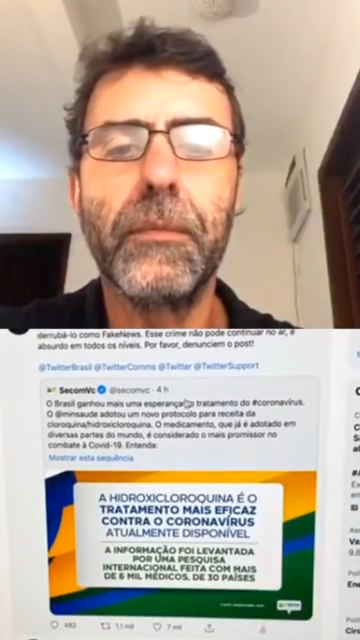 derrubá-lo como FakeNews. Esse crime não pode continuar no ar, é
absurdo em todos os níveis. Por favor, denunciem o post!
@TwitterBrasil @TwitterComms @Twitter @TwitterSupport
SecomVc @secomvc · 4 h
O Brasil ganhou mais uma esperança no tratamento do #coronavírus.
O @minsaude adotou um novo protocolo para receita da
cloroquina/hidroxicloroquina. O medicamento, que já é adotado em
diversas partes do mundo, é considerado o mais promissor no
combate à Covid-19. Entenda:
Mostrar esta sequência
A HIDROXICLOROQUINA É O
TRATAMENTO MAIS EFICAZ
CONTRA O CORONAVÍRUS
ATUALMENTE DISPONÍVEL
A INFORMAÇÃO FOI LEVANTADA
POR UMA PESQUISA
INTERNACIONAL FEITA COM MAIS
DE 6 MIL MÉDICOS, DE 30 PAÍSES
482 1,1 mil 7 mil